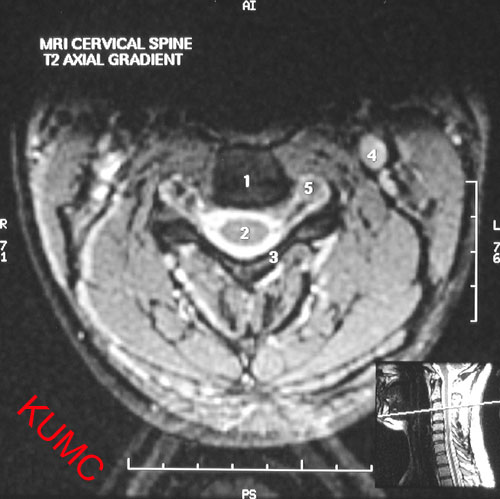 AI
MRI CERVICAL SPINE
T2 AXIAL GRADIENT
4
1
5
R
7
1
L
7
6
2
3
KUMC
PS